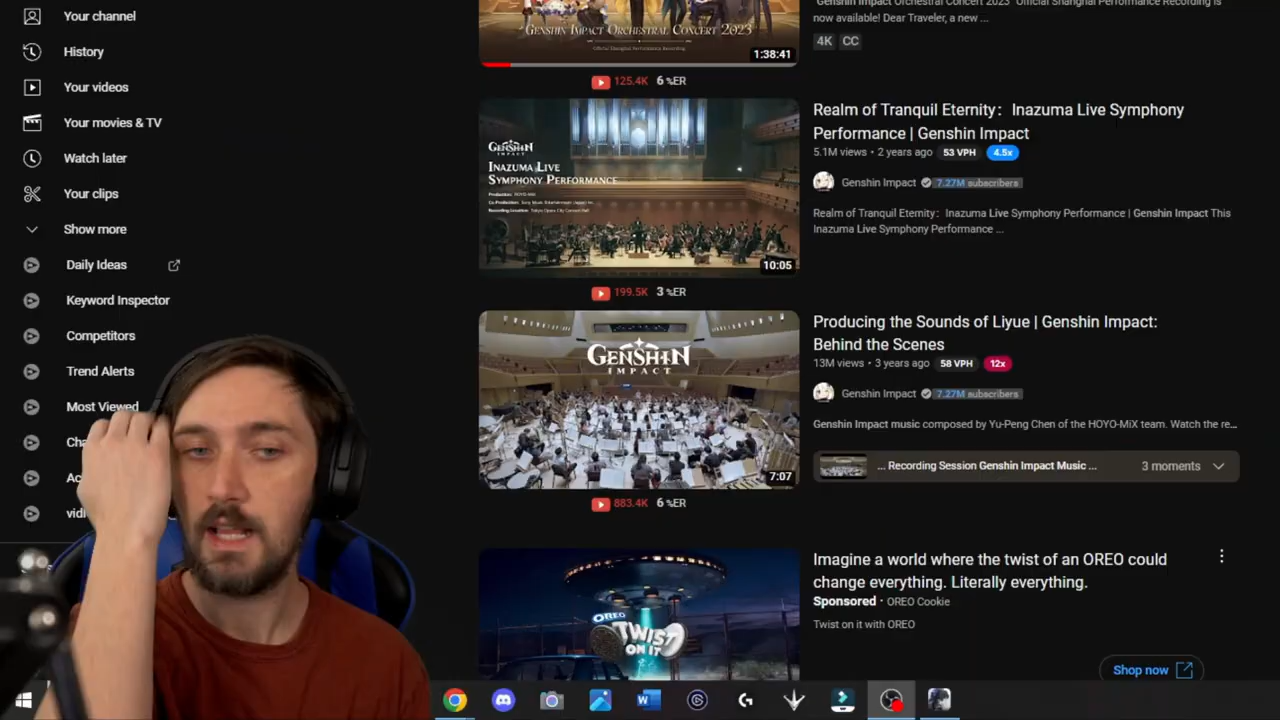 Your channel
History
Your videos
Your movies & TV
Watch later
Your clips
Show more
Daily Ideas
Keyword Inspector
Competitors
Trend Alerts
Most Viewed
Cha
Ac
vidi
GENSHIN IMPACT ORCHESTRAL CONCERT 2023
Official Shanghai Performance Recording
1:38:41
125.4K 6 %ER
"Genshin Impact Orchestral Concert 2023" Official Shanghai Performance Recording is
now available! Dear Traveler, a new ...
4K CC
GENSHIN
IMPACT
INAZUMA LIVE
SYMPHONY PERFORMANCE
10:05
199.5K 3 %ER
Realm of Tranquil Eternity： Inazuma Live Symphony
Performance | Genshin Impact
5.1M views • 2 years ago 53 VPH 4.5x
Genshin Impact 7.27M subscribers
Realm of Tranquil Eternity： Inazuma Live Symphony Performance | Genshin Impact This
Inazuma Live Symphony Performance ...
GENSHIN
IMPACT
7:07
883.4K 6 %ER
Producing the Sounds of Liyue | Genshin Impact:
Behind the Scenes
13M views • 3 years ago 58 VPH 12x
Genshin Impact 7.27M subscribers
Genshin Impact music composed by Yu-Peng Chen of the HOYO-MiX team. Watch the re...
... Recording Session Genshin Impact Music ... 3 moments
OREO
TWIST
ON IT
Imagine a world where the twist of an OREO could
change everything. Literally everything.
Sponsored · OREO Cookie
Twist on it with OREO
Shop now